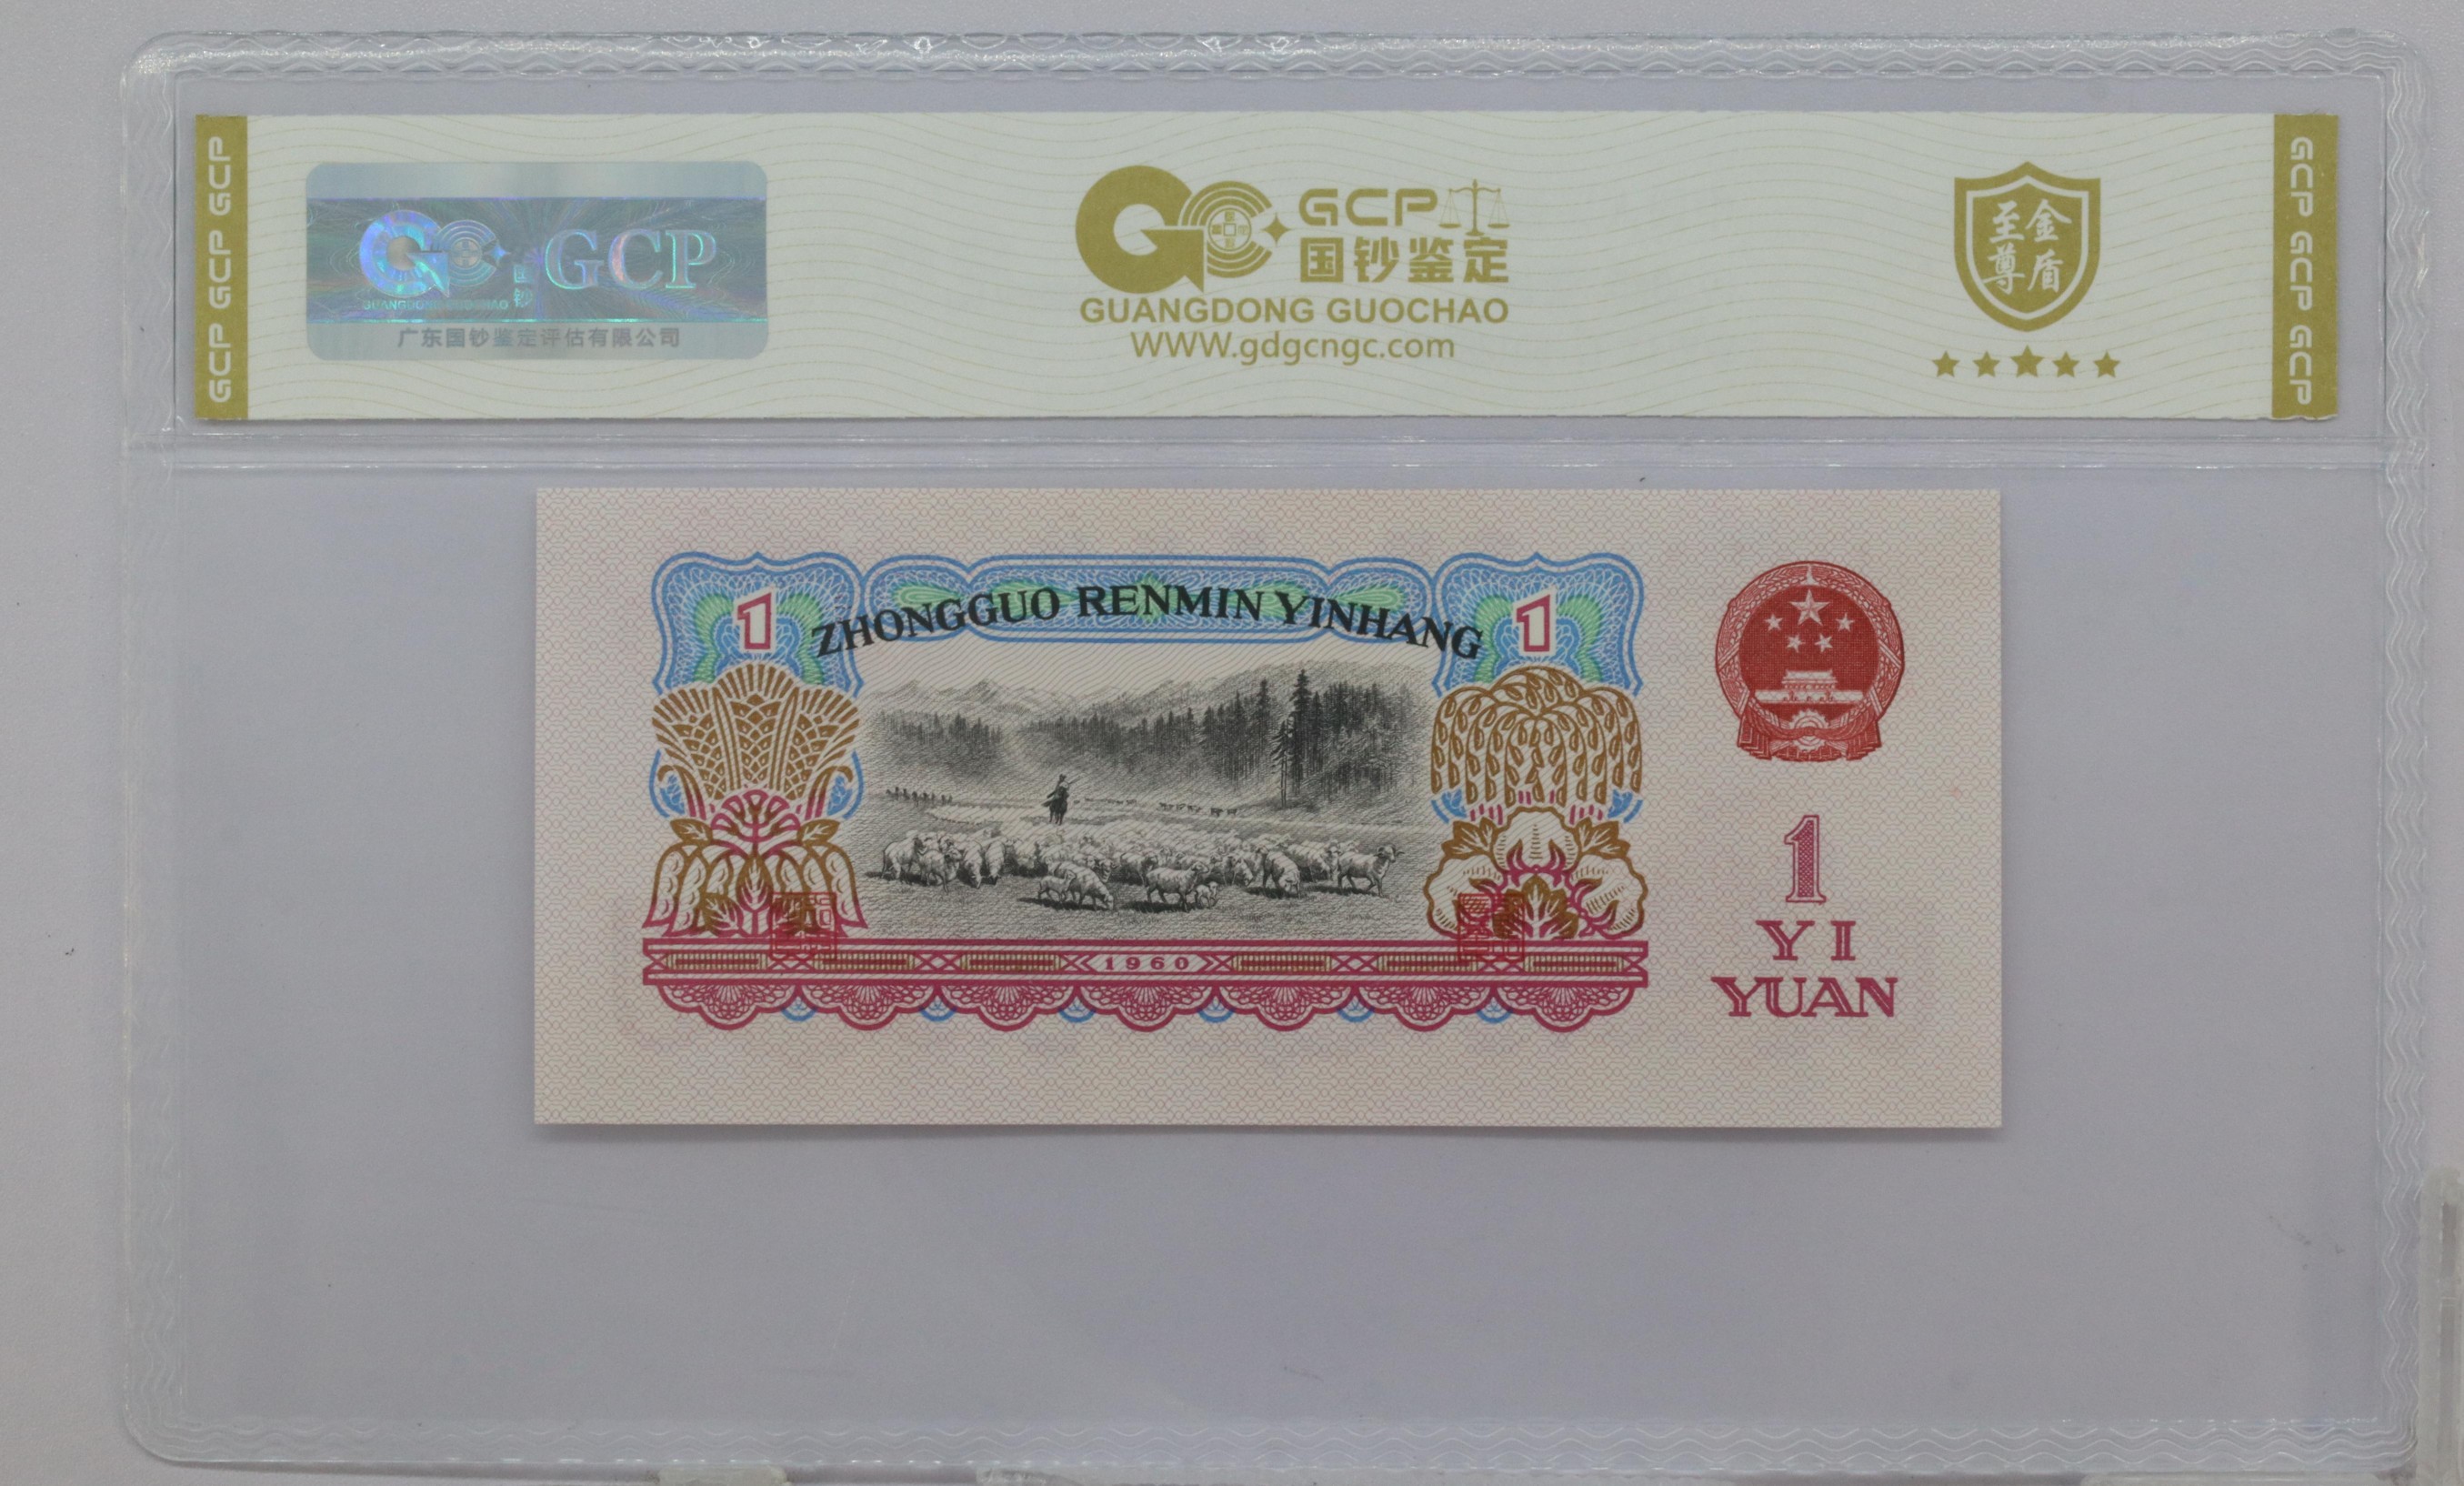 GCP GCP GCP
GCP
GUANGDONG GUOCHAO
国
钞
广东国钞鉴定评估有限公司
GCP
国钞鉴定
GUANGDONG GUOCHAO
WWW.gdgcngc.com
至金
尊盾
GCP GCP GCP
1
ZHONGGUO RENMIN YINHANG
1
1960
1
YI
YUAN